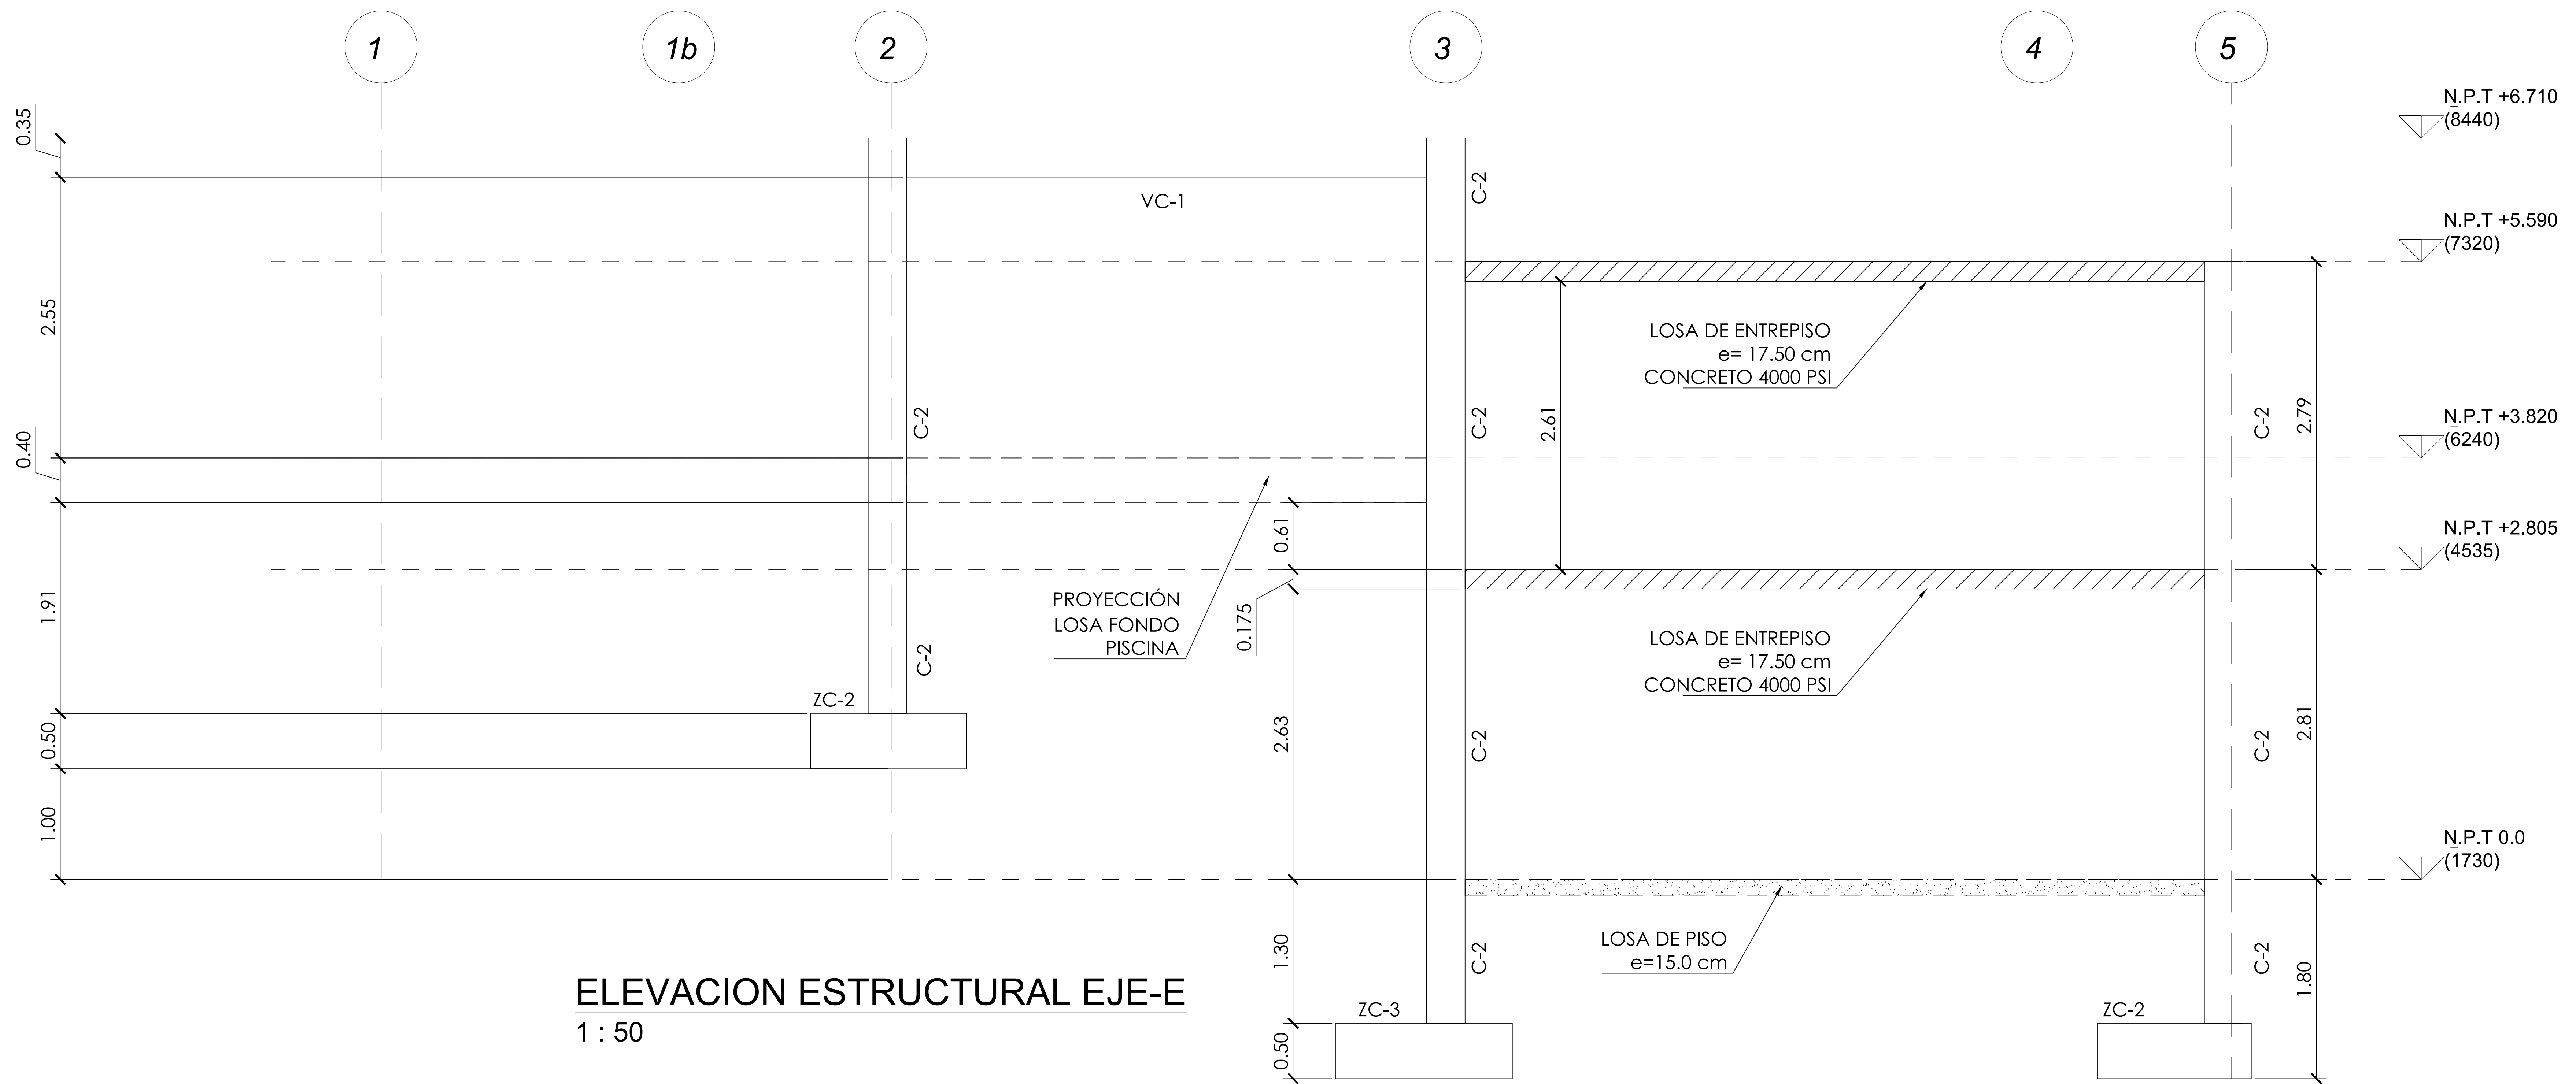 1
1b
2
3
4
5
N.P.T +6.710
(8440)
0.35
C-2
VC-1
N.P.T +5.590
(7320)
2.55
LOSA DE ENTREPISO
e= 17.50 cm
CONCRETO 4000 PSI
C-2
C-2
2.61
C-2
2.79
N.P.T +3.820
(6240)
0.40
0.61
N.P.T +2.805
(4535)
1.91
PROYECCIÓN
LOSA FONDO
PISCINA
0.175
C-2
LOSA DE ENTREPISO
e= 17.50 cm
CONCRETO 4000 PSI
ZC-2
0.50
2.63
C-2
C-2
2.81
1.00
N.P.T 0.0
(1730)
1.30
C-2
LOSA DE PISO
e=15.0 cm
C-2
1.80
ELEVACION ESTRUCTURAL EJE-E
1 : 50
ZC-3
ZC-2
0.50